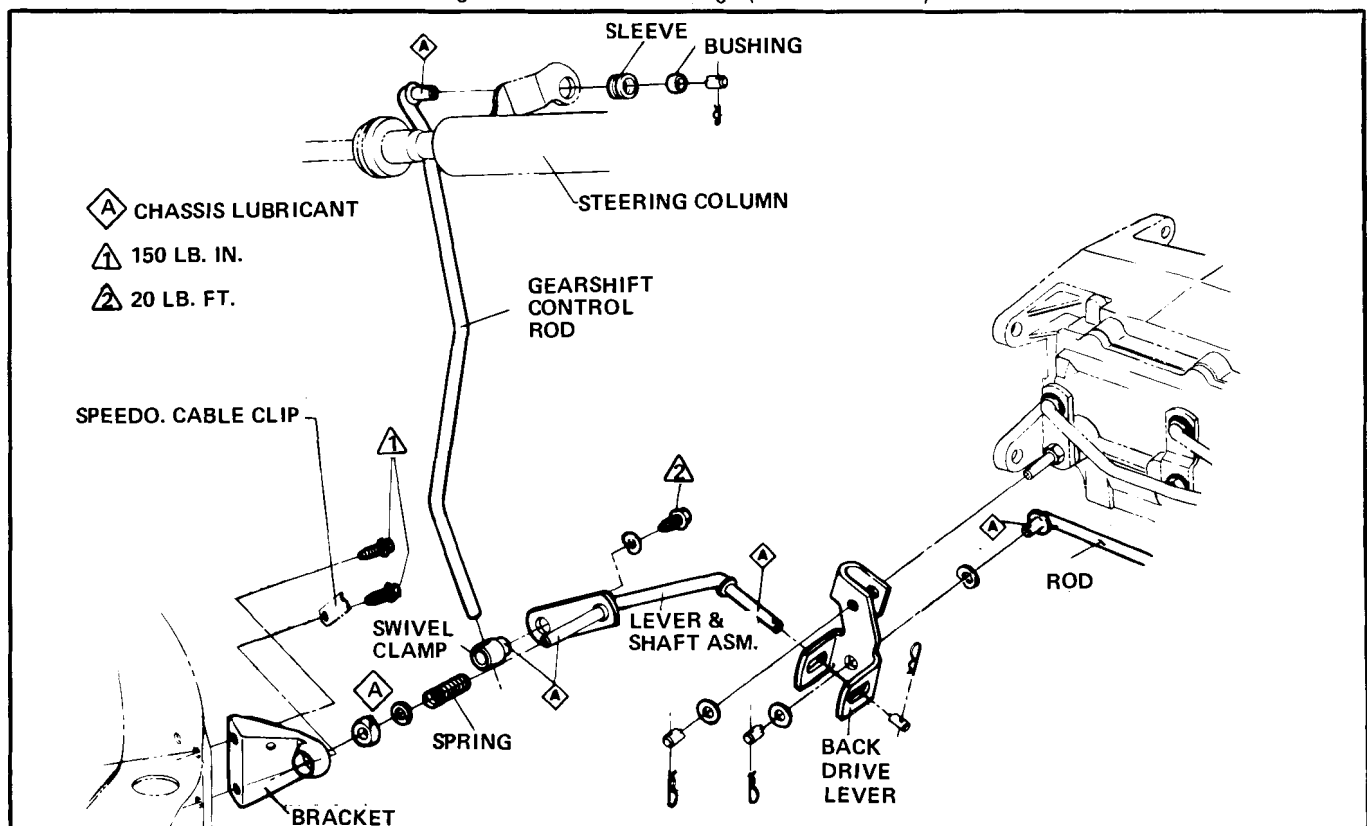 SLEEVE
BUSHING
A
STEERING COLUMN
A CHASSIS LUBRICANT
1 150 LB. IN.
2 20 LB. FT.
GEARSHIFT
CONTROL
ROD
SPEEDO. CABLE CLIP
1
2
A
A
ROD
SWIVEL
CLAMP
LEVER &
SHAFT ASM.
A
A
SPRING
BACK
DRIVE
LEVER
BRACKET